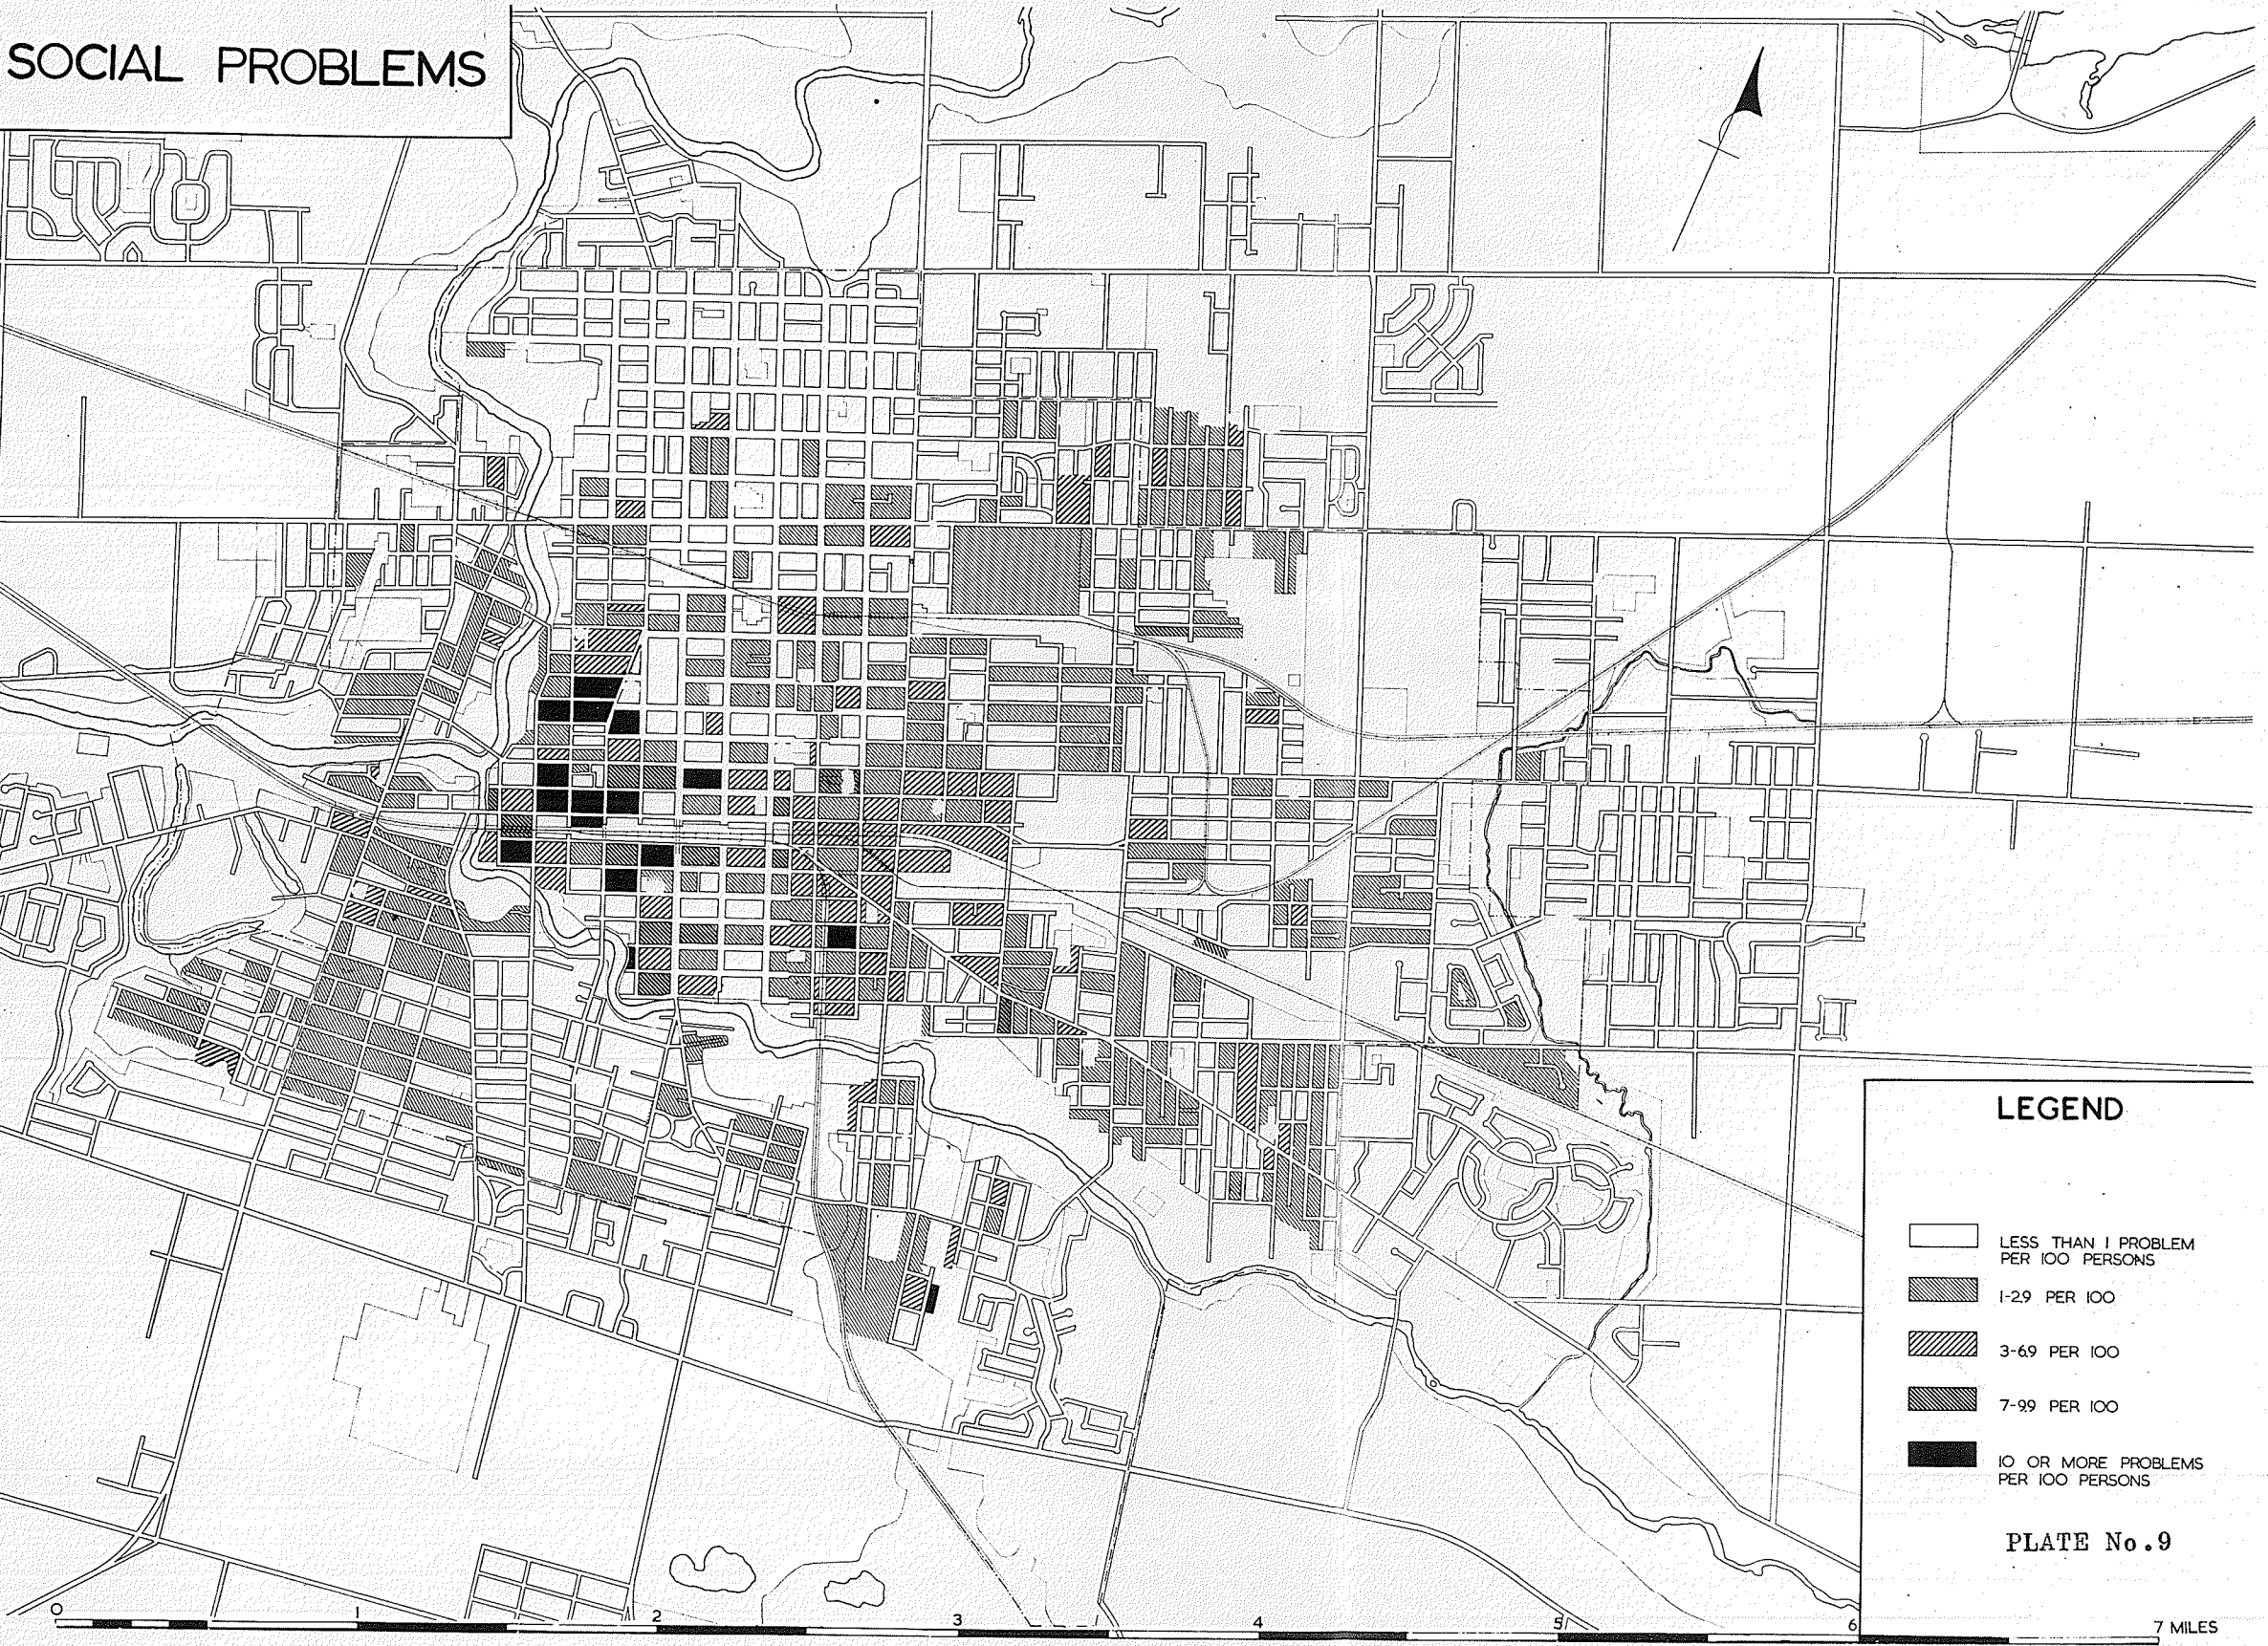 SOCIAL PROBLEMS
LEGEND
LESS THAN 1 PROBLEM
PER 100 PERSONS
1-2.9 PER 100
3-6.9 PER 100
7-9.9 PER 100
10 OR MORE PROBLEMS
PER 100 PERSONS
PLATE No.9
0 1 2 3 4 5 6 7 MILES